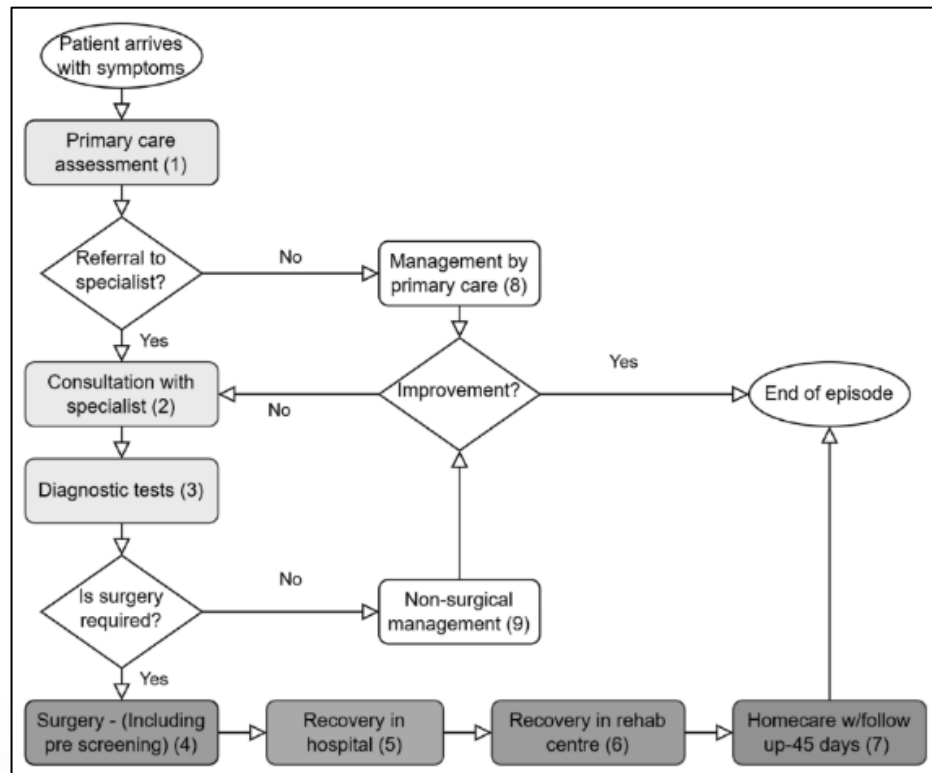 Patient arrives
with symptoms
Primary care
assessment (1)
Referral to
specialist?
No
Management by
primary care (8)
Yes
Consultation with
specialist (2)
No
Improvement?
Yes
End of episode
Diagnostic tests (3)
Is surgery
required?
No
Non-surgical
management (9)
Yes
Surgery - (Including
pre screening) (4)
Recovery in
hospital (5)
Recovery in rehab
centre (6)
Homecare w/follow
up-45 days (7)